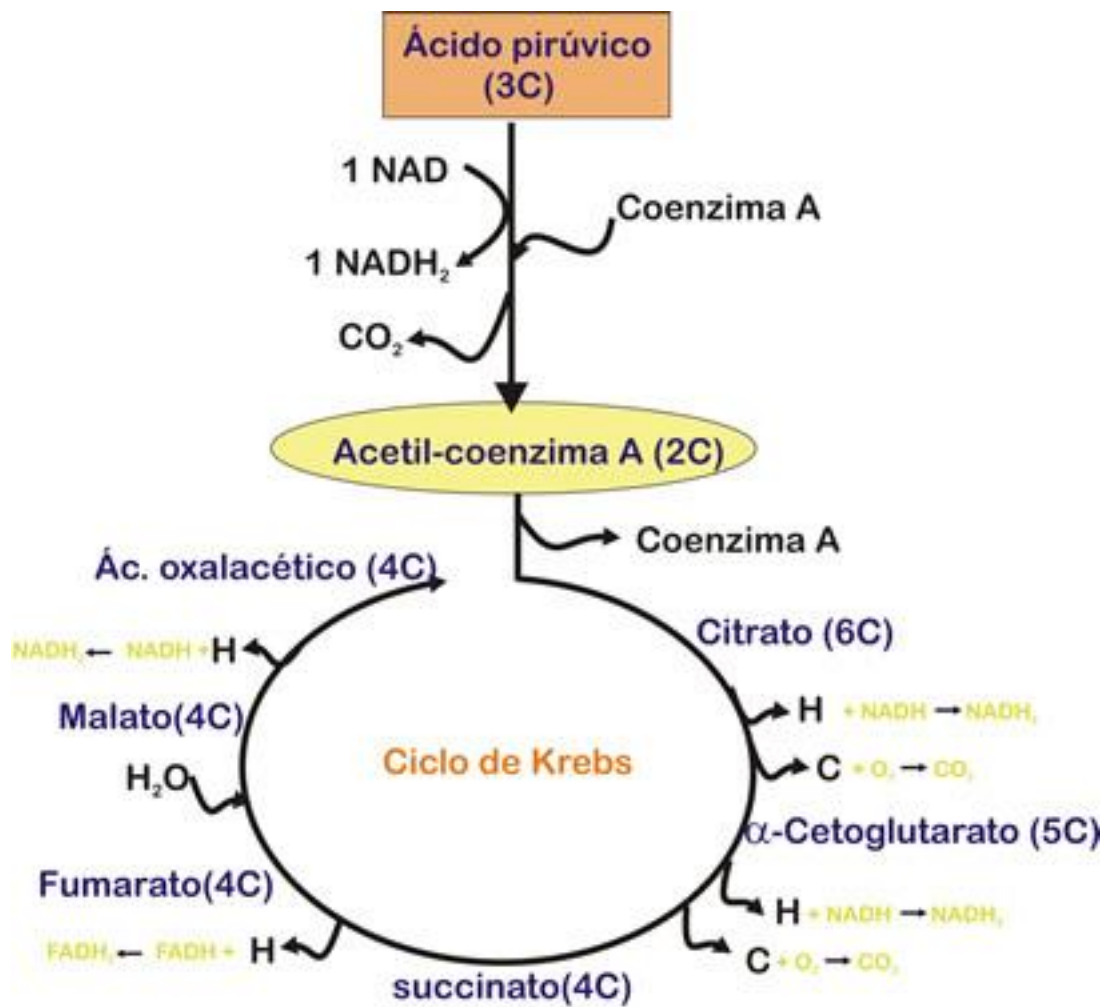 Ácido pirúvico
(3C)
1 NAD
Coenzima A
1 NADH₂
CO₂
Acetil-coenzima A (2C)
Coenzima A
Ác. oxalacético (4C)
Citrato (6C)
NADH₂ ← NADH + H
H + NADH → NADH₂
Malato(4C)
Ciclo de Krebs
C + O₂ → CO₂
H₂O
α-Cetoglutarato (5C)
Fumarato(4C)
H + NADH → NADH₂
FADH₂ ← FADH + H
C + O₂ → CO₂
succinato(4C)